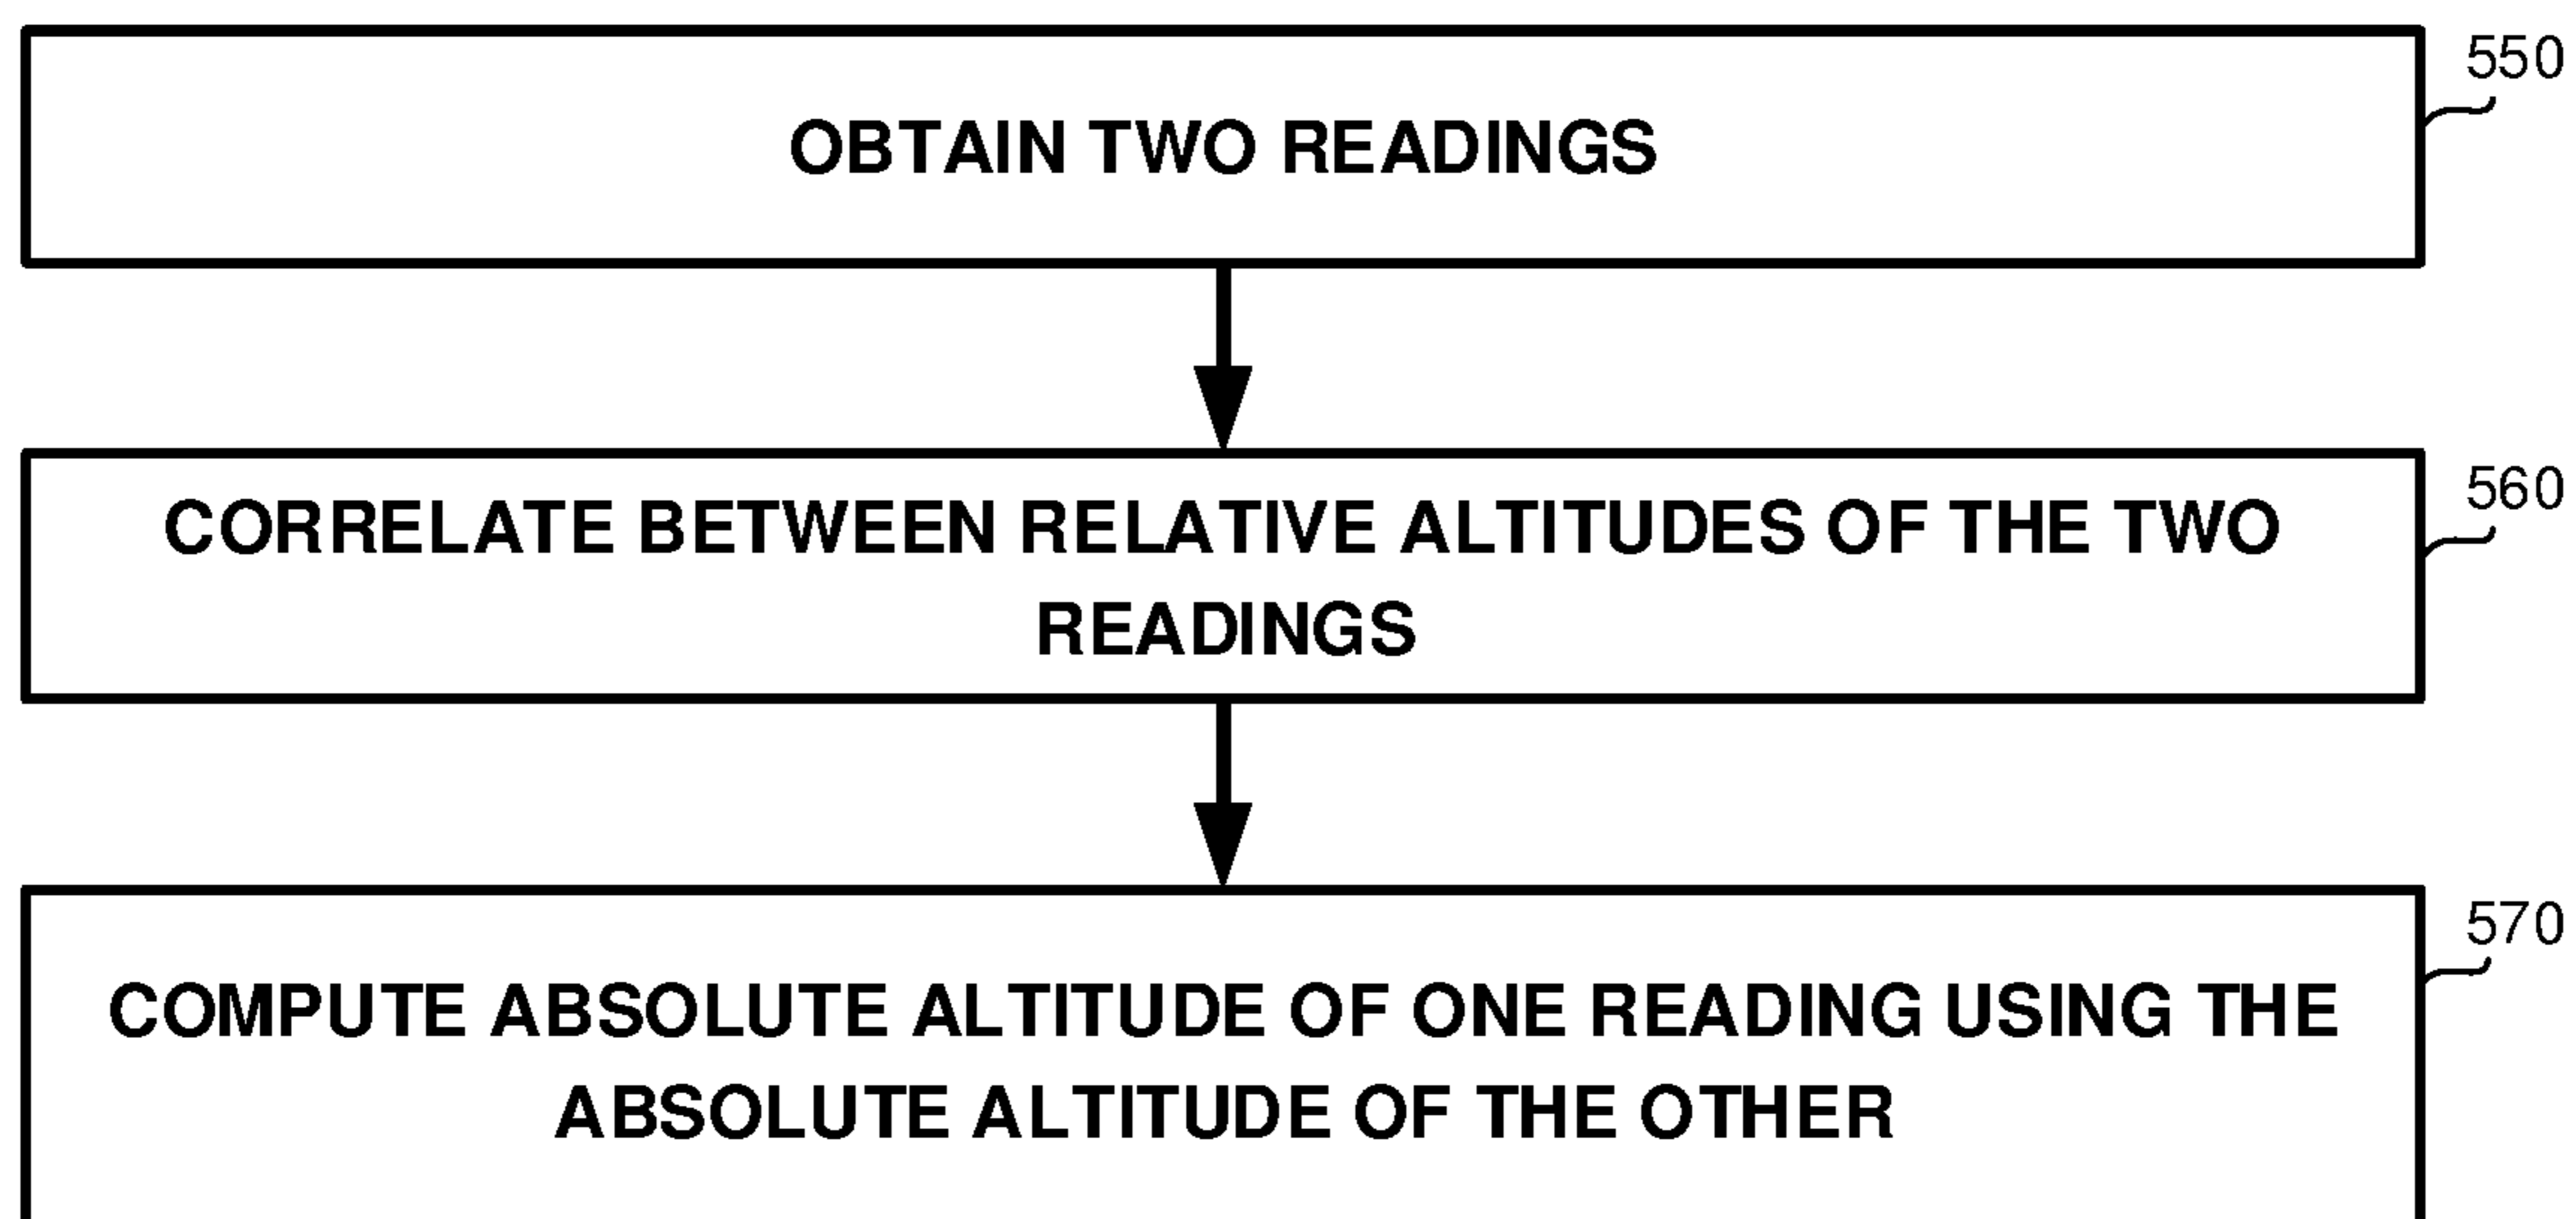 550
OBTAIN TWO READINGS
560
CORRELATE BETWEEN RELATIVE ALTITUDES OF THE TWO
READINGS
570
COMPUTE ABSOLUTE ALTITUDE OF ONE READING USING THE
ABSOLUTE ALTITUDE OF THE OTHER